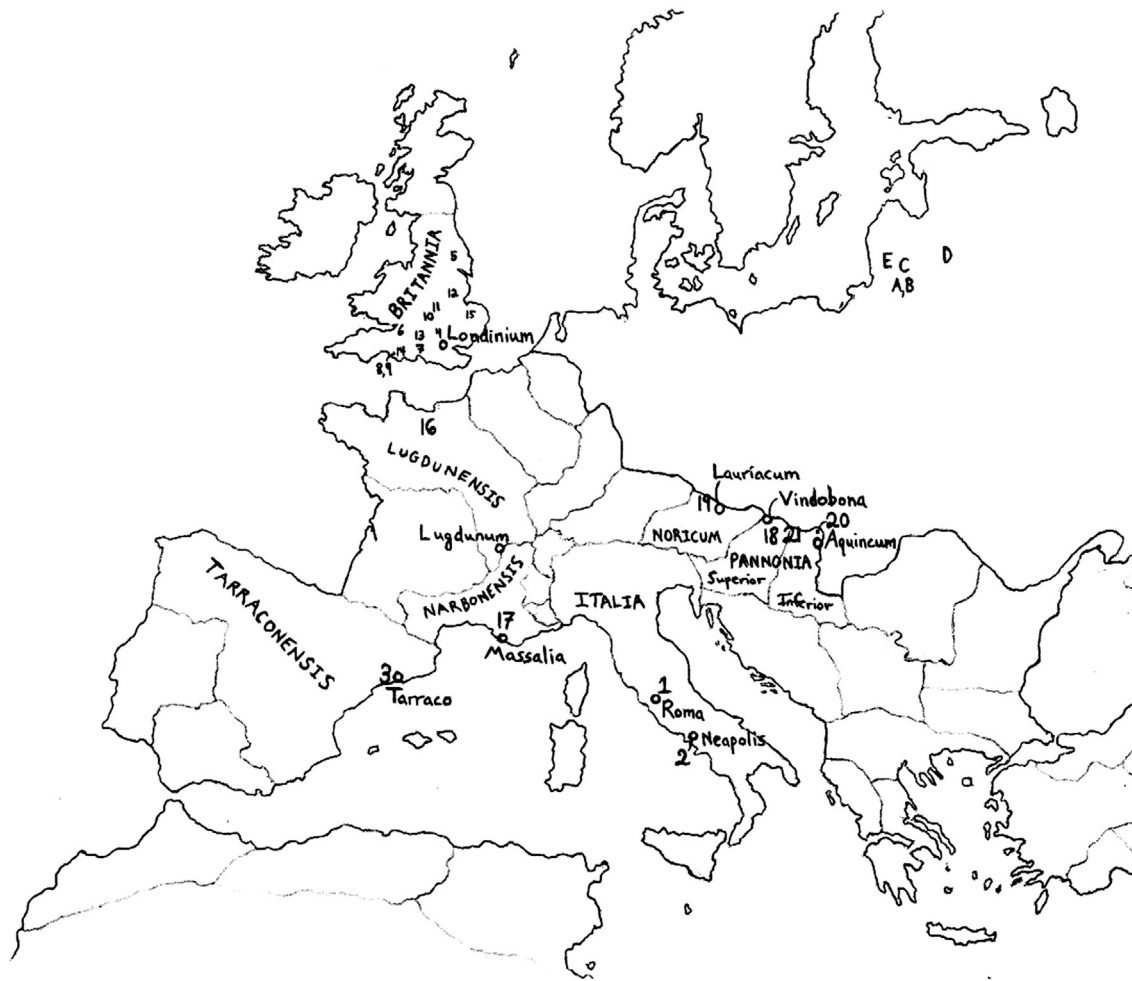 BRITANNIA
5
12
11
10
15
6
13
4
Londinium
14
7
8,9
E
C
D
A,B
16
LUGDUNENSIS
Lauriacum
19
Vindobona
20
18
21
Aquincum
NORICUM
PANNONIA
Superior
Inferior
Lugdunum
NARBONENSIS
ITALIA
TARRACONENSIS
17
Massalia
3
Tarraco
1
Roma
Neapolis
2